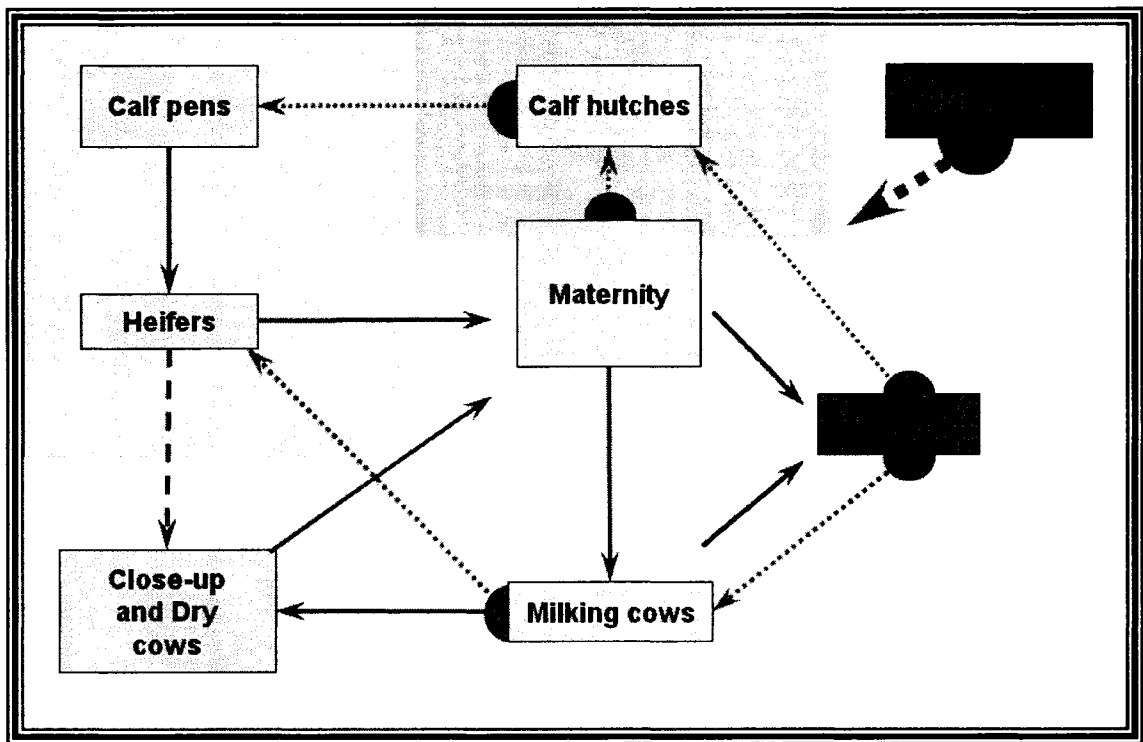 Calf pens
Calf hutches
Maternity
Heifers
Close-up
and Dry
cows
Milking cows